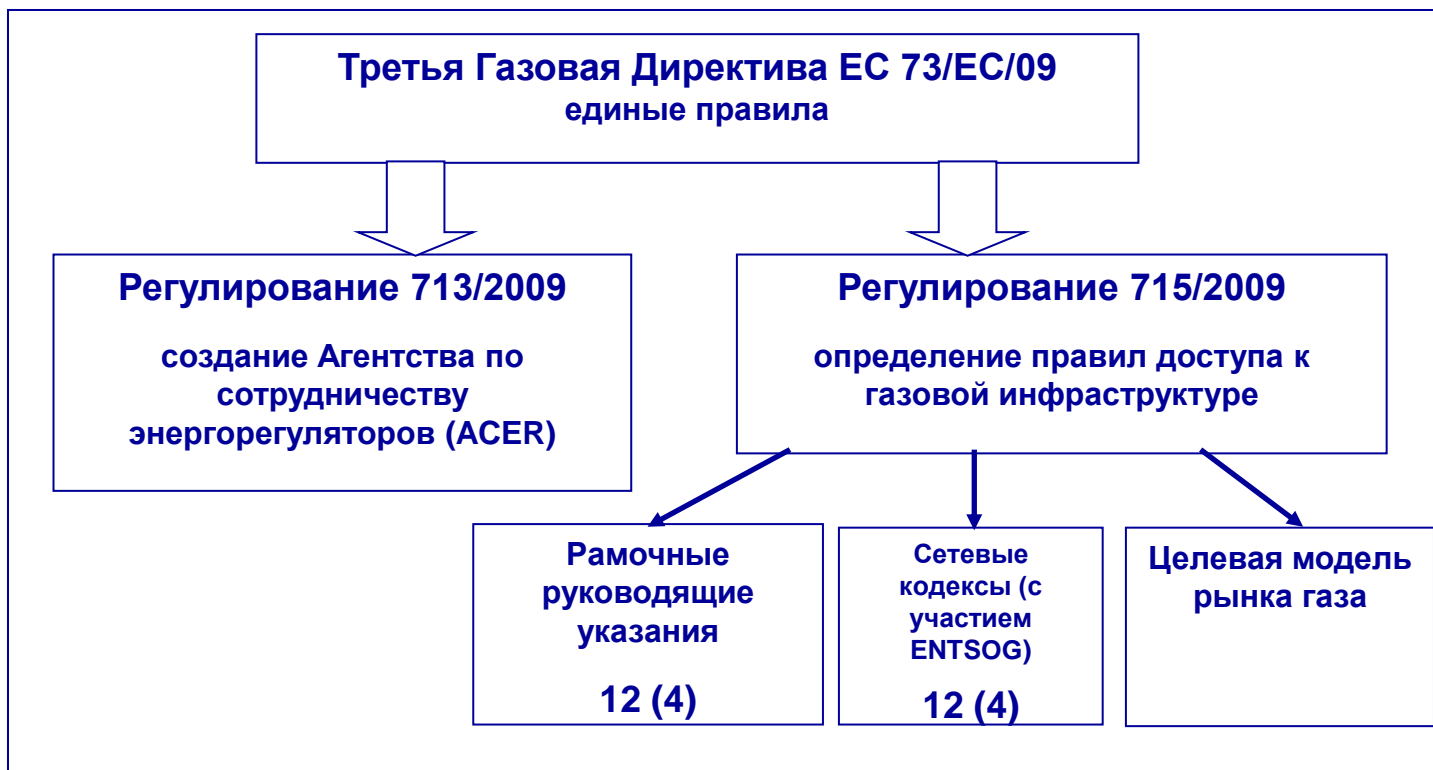 Третья Газовая Директива ЕС 73/ЕС/09
единые правила
Регулирование 713/2009
создание Агентства по
сотрудничеству
энергорегуляторов (ACER)
Регулирование 715/2009
определение правил доступа к
газовой инфраструктуре
Рамочные
руководящие
указания
12 (4)
Сетевые
кодексы (с
участием
ENTSOG)
12 (4)
Целевая модель
рынка газа